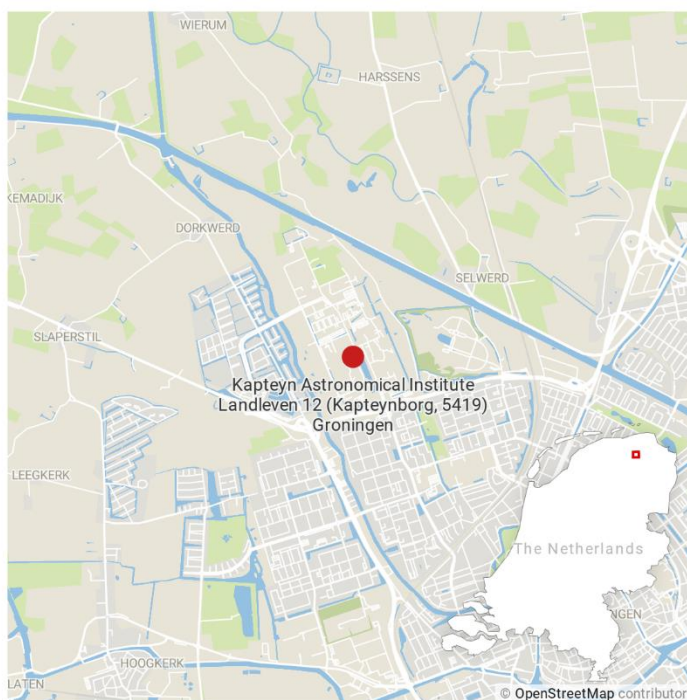 WIERUM
HARSSENS
KEMADIJK
DORKWERD
SELWERD
SLAPERSTIL
Kapteyn Astronomical Institute
Landleven 12 (Kapteynborg, 5419)
Groningen
LEEGKERK
The Netherlands
NGEN
HOOGKERK
LATEN
© OpenStreetMap contributor